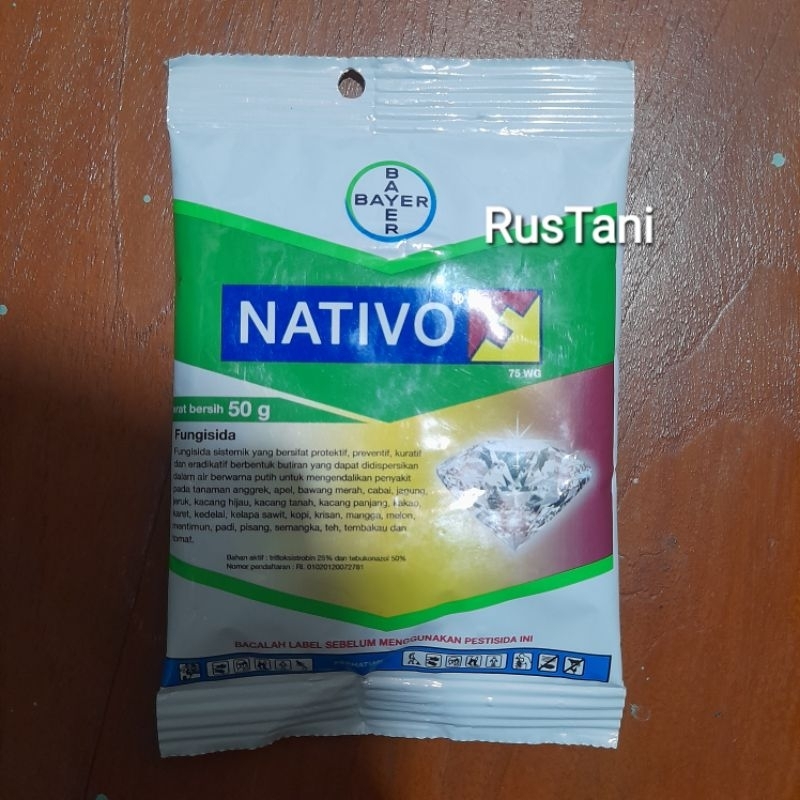 BAYER
BAYER
RusTani
NATIVO®
75 WG
erat bersih 50 g
Fungisida
Fungisida sistemik yang bersifat protektif, preventif, kuratif
dan eradikatif berbentuk butiran yang dapat didispersikan
dalam air berwarna putih untuk mengendalikan penyakit
pada tanaman anggrek, apel, bawang merah, cabai, jagung,
jeruk, kacang hijau, kacang tanah, kacang panjang, kakao,
karet, kedelai, kelapa sawit, kopi, krisan, mangga, melon,
mentimun, padi, pisang, semangka, teh, tembakau dan
tomat.
Bahan aktif : trifloksistrobin 25% dan tebukonazol 50%
Nomor pendaftaran : RI. 01020120072781
BACALAH LABEL SEBELUM MENGGUNAKAN PESTISIDA INI